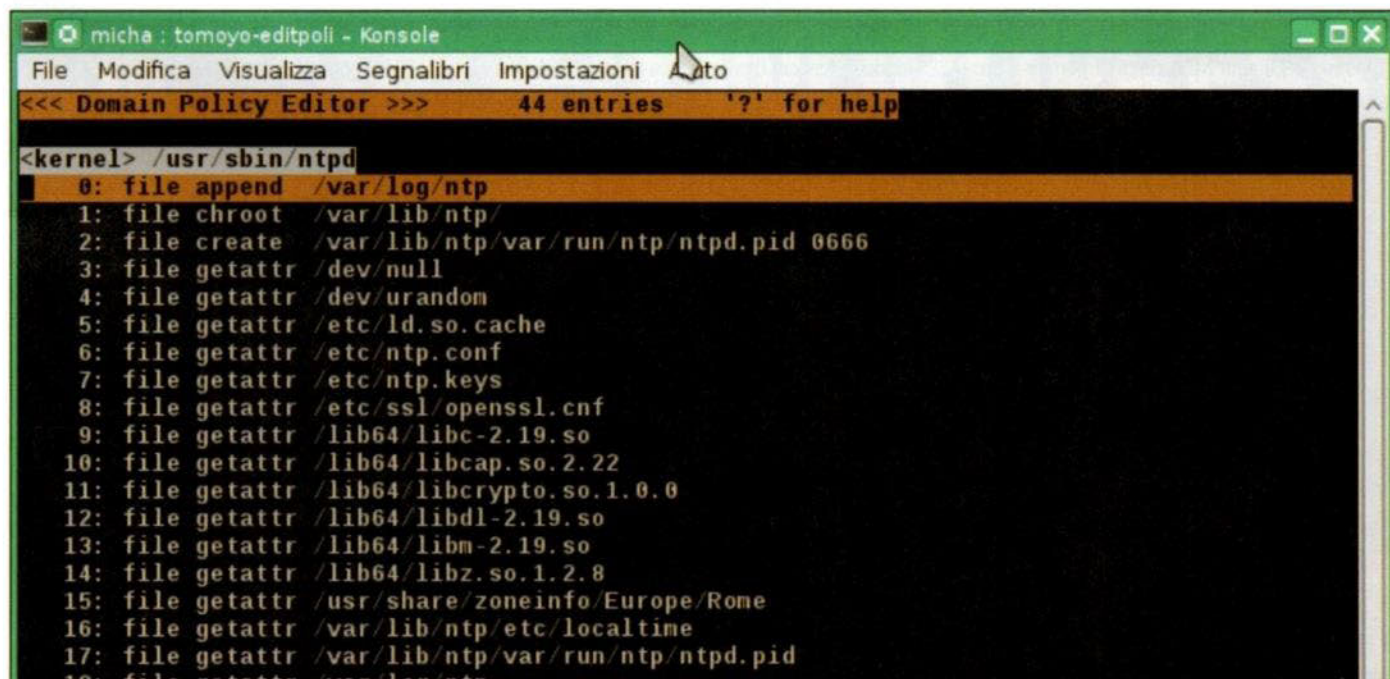 micha : tomoyo-editpoli - Konsole
File Modifica Visualizza Segnalibri Impostazioni
<<< Domain Policy Editor >>> 44 entries '?' for help
<kernel> /usr/sbin/ntpd
0: file append /var/log/ntp
1: file chroot /var/lib/ntp/
2: file create /var/lib/ntp/var/run/ntp/ntpd.pid 0666
3: file getattr /dev/null
4: file getattr /dev/urandom
5: file getattr /etc/ld.so.cache
6: file getattr /etc/ntp.conf
7: file getattr /etc/ntp.keys
8: file getattr /etc/ssl/openssl.cnf
9: file getattr /lib64/libc-2.19.so
10: file getattr /lib64/libcap.so.2.22
11: file getattr /lib64/libcrypto.so.1.0.0
12: file getattr /lib64/libdl-2.19.so
13: file getattr /lib64/libm-2.19.so
14: file getattr /lib64/libz.so.1.2.8
15: file getattr /usr/share/zoneinfo/Europe/Rome
16: file getattr /var/lib/ntp/etc/localtime
17: file getattr /var/lib/ntp/var/run/ntp/ntpd.pid